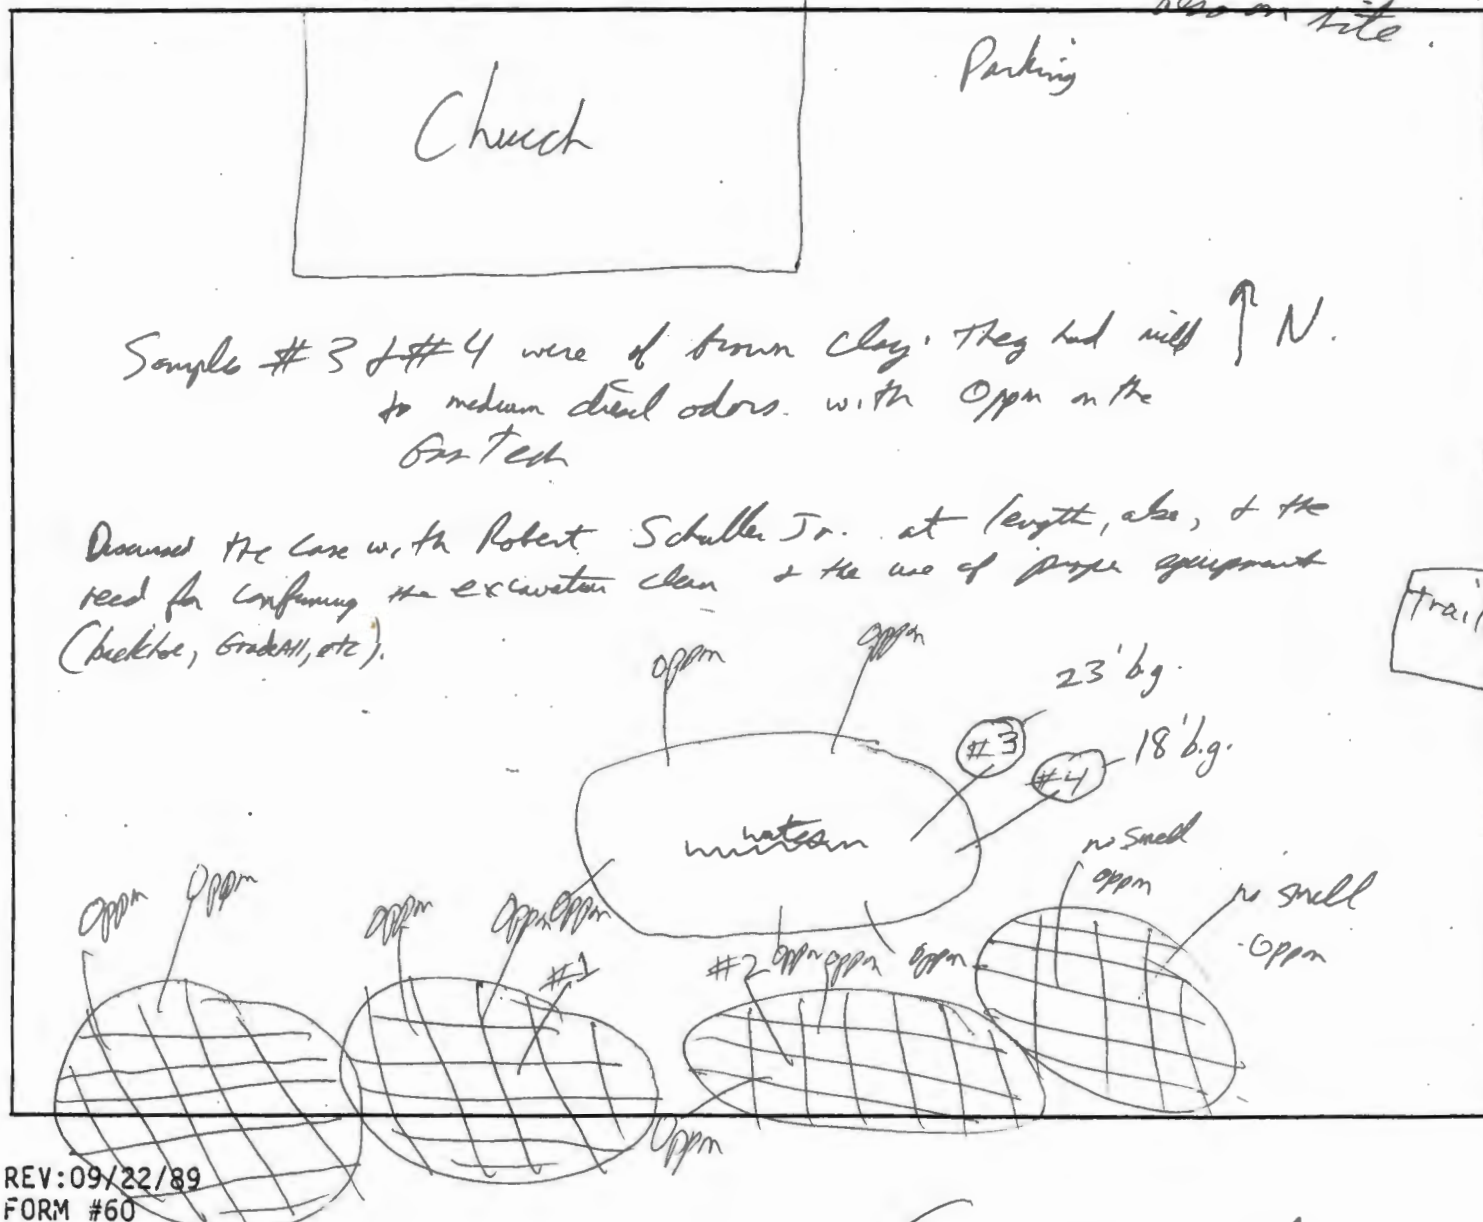 also on site.
Parking
Church
N.
Samples #3 & #4 were of brown clay. They had mild
to medium diesel odors. with 0ppm on the
GasTech
Discussed the case with Robert Schuller Jr. at length, also, & the
need for confirming the excavation clean & the use of proper equipment
(backhoe, GradeAll, etc).
Trail
0ppm
0ppm
23' b.g.
#3
#4
18' b.g.
water
no smell
0ppm
no smell
0ppm
0ppm
0ppm
0ppm
0ppm
0ppm
#1
#2
0ppm
0ppm
0ppm
0ppm
REV:09/22/89
FORM #60